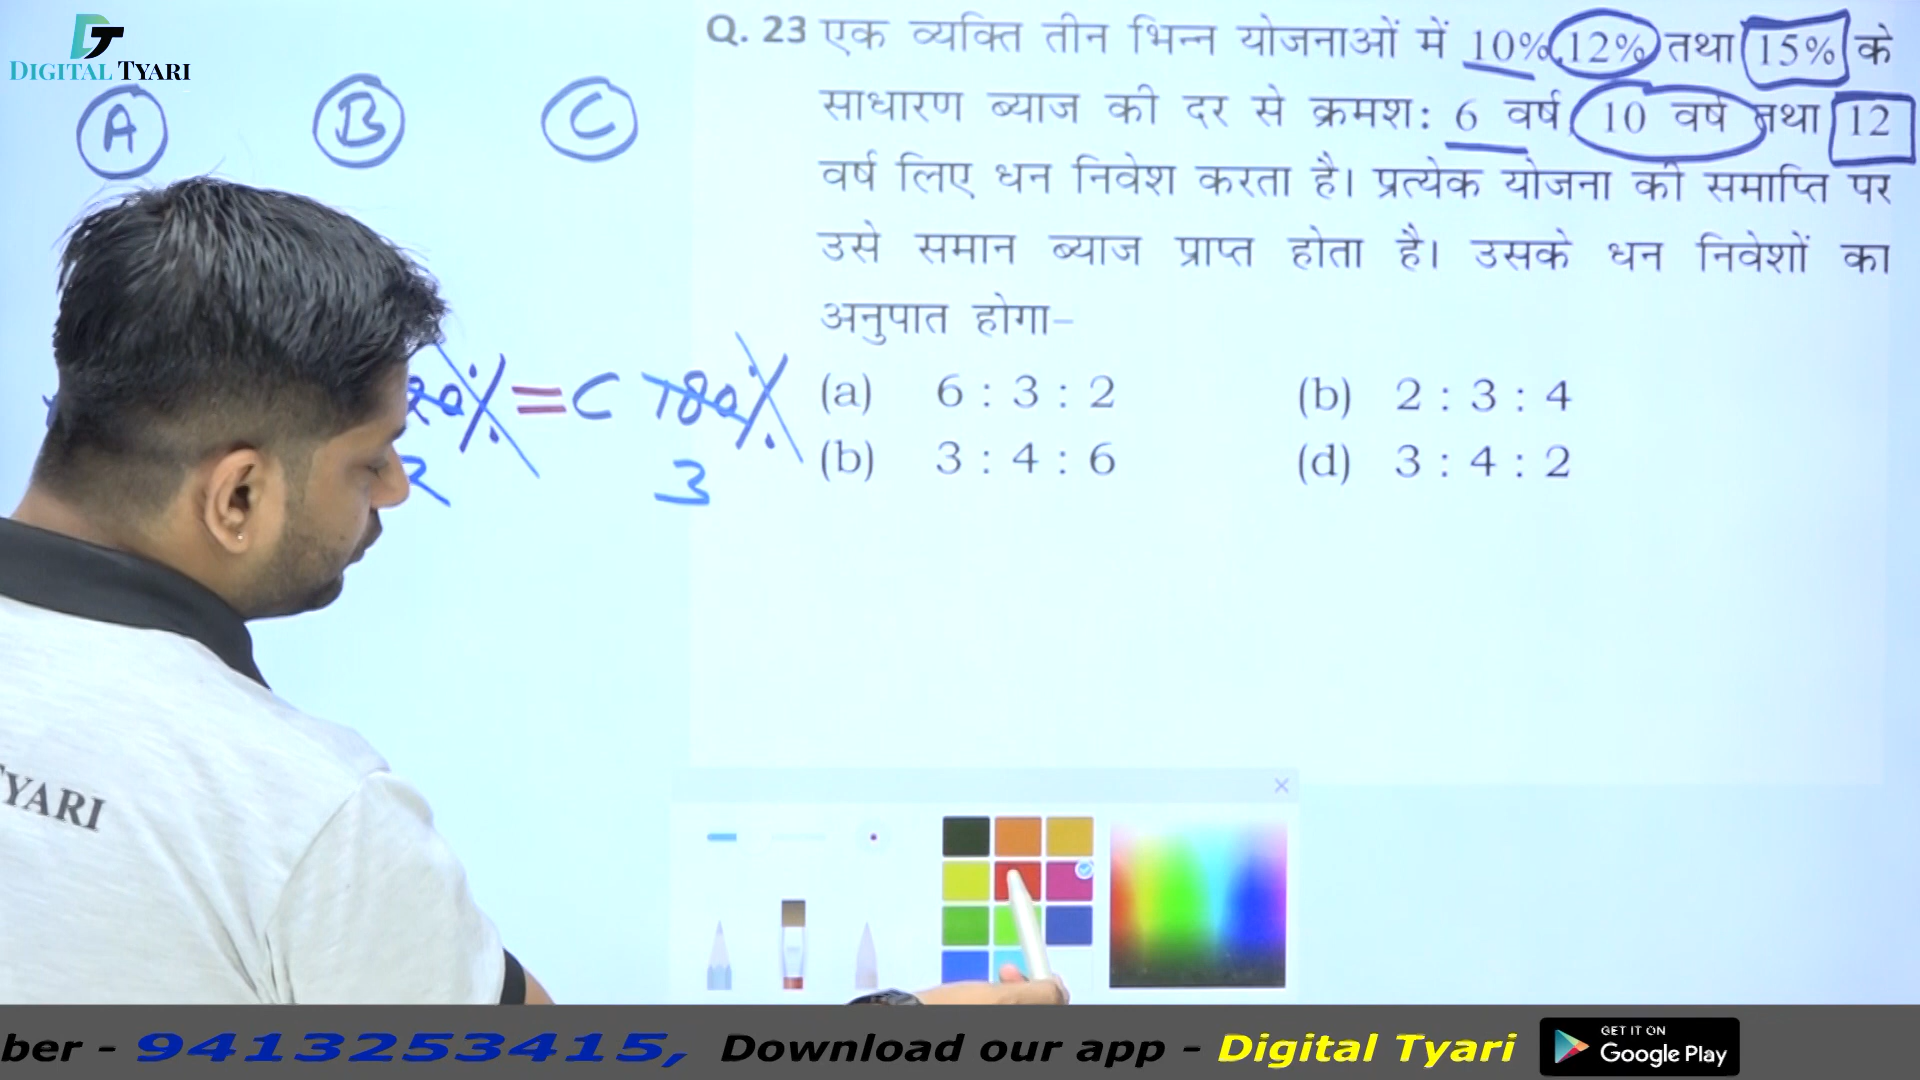 DIGITAL TYARI
A B C
Q. 23 एक व्यक्ति तीन भिन्न योजनाओं में 10% 12% तथा 15% के
साधारण ब्याज की दर से क्रमश: 6 वर्ष 10 वर्ष तथा 12
वर्ष लिए धन निवेश करता है। प्रत्येक योजना की समाप्ति पर
उसे समान ब्याज प्राप्त होता है। उसके धन निवेशों का
अनुपात होगा-
= C 180%
3
(a) 6 : 3 : 2 (b) 2 : 3 : 4
(b) 3 : 4 : 6 (d) 3 : 4 : 2
TYARI
ber - 9413253415, Download our app - Digital Tyari
GET IT ON
Google Play